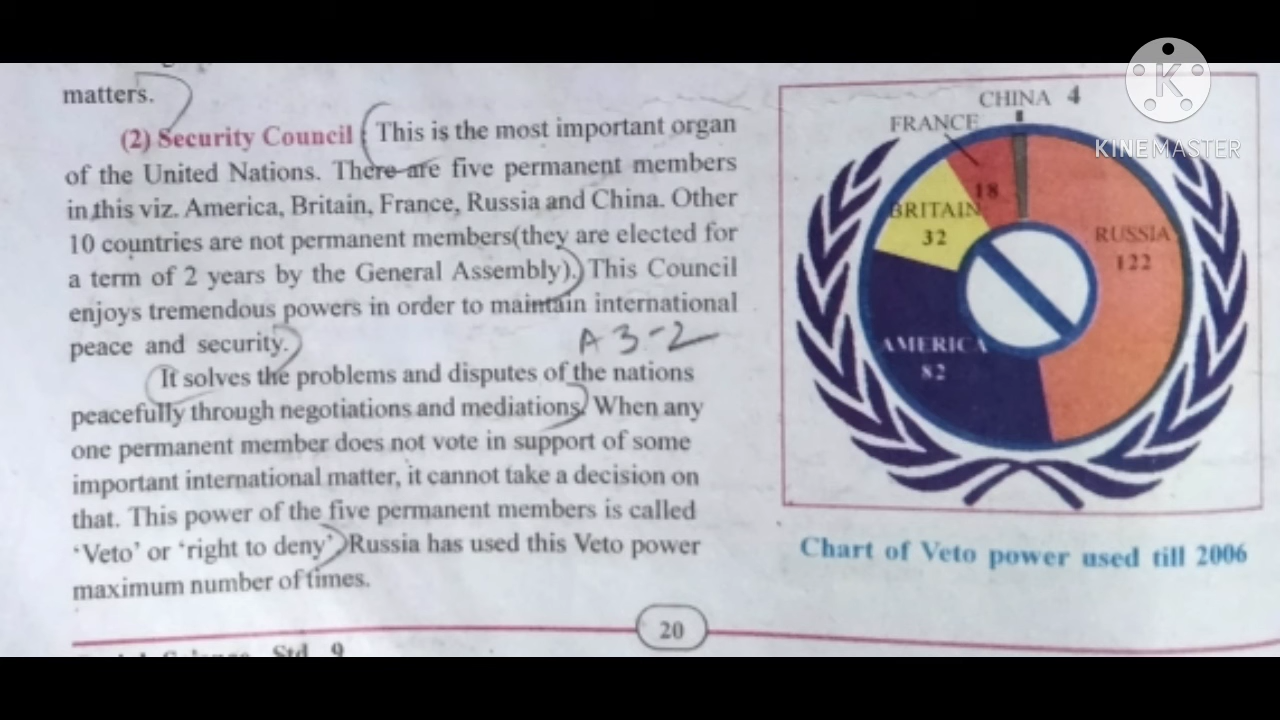 matters.
(2) Security Council : This is the most important organ
of the United Nations. There are five permanent members
in this viz. America, Britain, France, Russia and China. Other
10 countries are not permanent members(they are elected for
a term of 2 years by the General Assembly). This Council
enjoys tremendous powers in order to maintain international
peace and security.
A 3-2
It solves the problems and disputes of the nations
peacefully through negotiations and mediations. When any
one permanent member does not vote in support of some
important international matter, it cannot take a decision on
that. This power of the five permanent members is called
‘Veto’ or ‘right to deny’ Russia has used this Veto power
maximum number of times.
20
Std. 9
CHINA 4
FRANCE
18
BRITAIN
32
RUSSIA
122
AMERICA
82
Chart of Veto power used till 2006
K
KINEMASTER